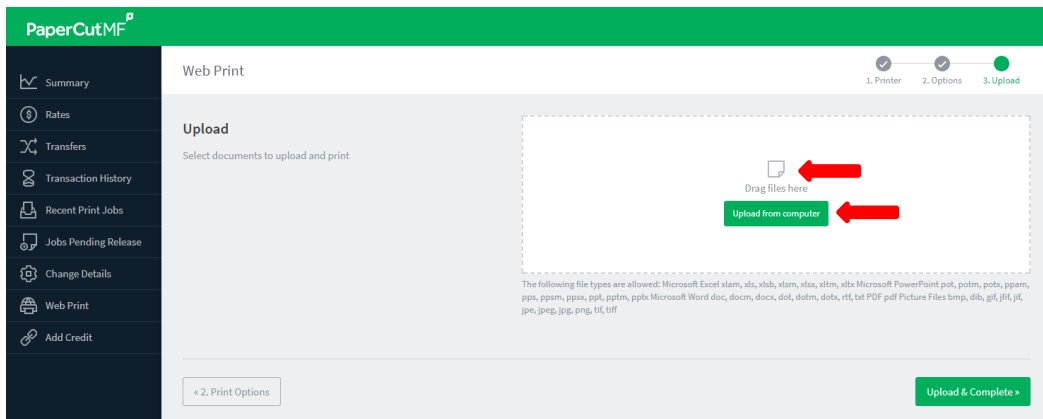 PaperCutMF
Summary
Rates
Transfers
Transaction History
Recent Print Jobs
Jobs Pending Release
Change Details
Web Print
Add Credit
Web Print
1. Printer
2. Options
3. Upload
Upload
Select documents to upload and print
Drag files here
Upload from computer
The following file types are allowed: Microsoft Excel xlam, xls, xlsb, xlsm, xlsx, xltm, xltx Microsoft PowerPoint pot, potm, potx, ppam,
pps, ppsm, ppsx, ppt, pptm, pptx Microsoft Word doc, docm, docx, dot, dotm, dotx, rtf, txt PDF pdf Picture Files bmp, dib, gif, jfif, jif,
jpe, jpeg, jpg, png, tif, tiff
« 2. Print Options
Upload & Complete »